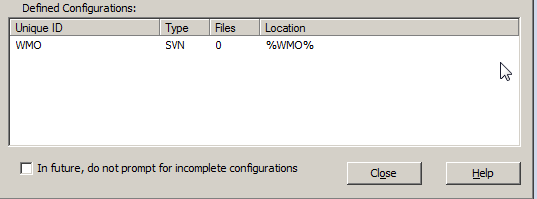 Defined Configurations:
Unique ID Type Files Location
WMO SVN 0 %WMO%
In future, do not prompt for incomplete configurations
Close Help